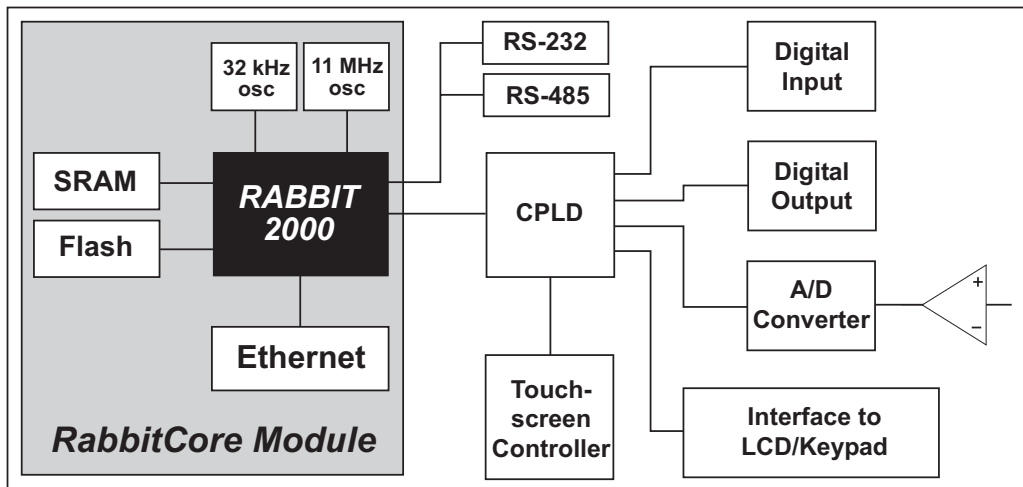 32 kHz
osc
11 MHz
osc
SRAM
Flash
RABBIT
2000
Ethernet
RabbitCore Module
RS-232
RS-485
CPLD
Touch-
screen
Controller
Digital
Input
Digital
Output
A/D
Converter
+
–
Interface to
LCD/Keypad